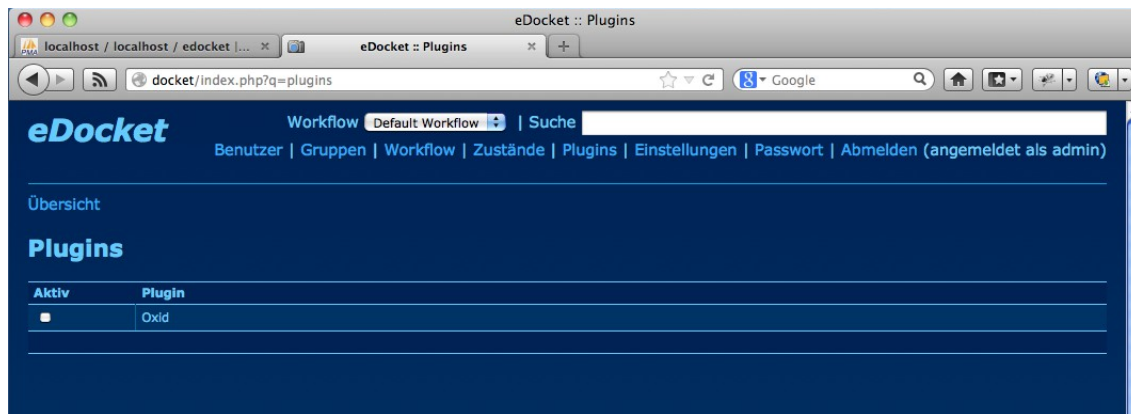 eDocket :: Plugins
localhost / localhost / edocket |...
eDocket :: Plugins
docket/index.php?q=plugins
Google
eDocket
Workflow Default Workflow | Suche
Benutzer | Gruppen | Workflow | Zustände | Plugins | Einstellungen | Passwort | Abmelden (angemeldet als admin)
Übersicht
Plugins
Aktiv Plugin
Oxid